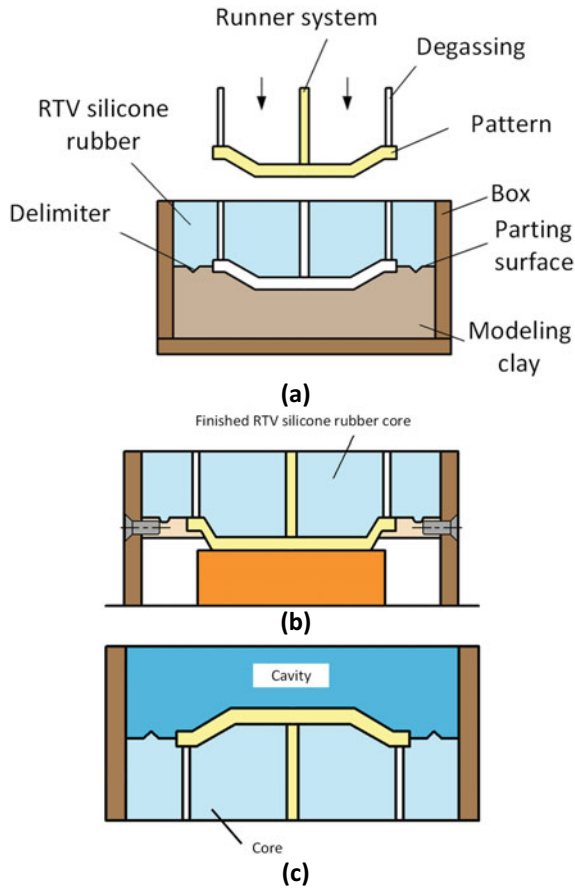 Runner system
Degassing
RTV silicone
rubber
Pattern
Box
Delimiter
Parting
surface
Modeling
clay
(a)
Finished RTV silicone rubber core
(b)
Cavity
Core
(c)